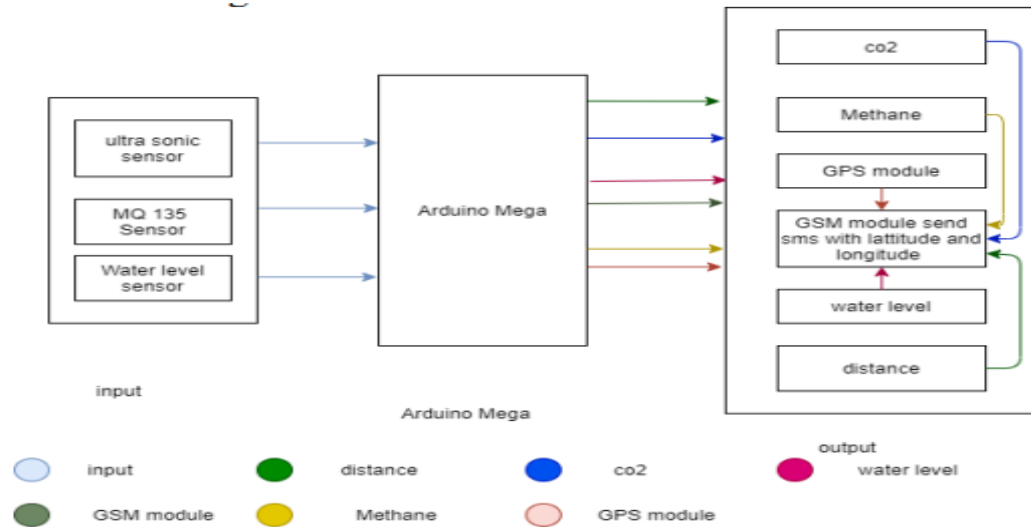 ultra sonic
sensor
MQ 135
Sensor
Water level
sensor
input
Arduino Mega
Arduino Mega
co2
Methane
GPS module
GSM module send
sms with lattitude and
longitude
water level
distance
output
input
distance
co2
water level
GSM module
Methane
GPS module